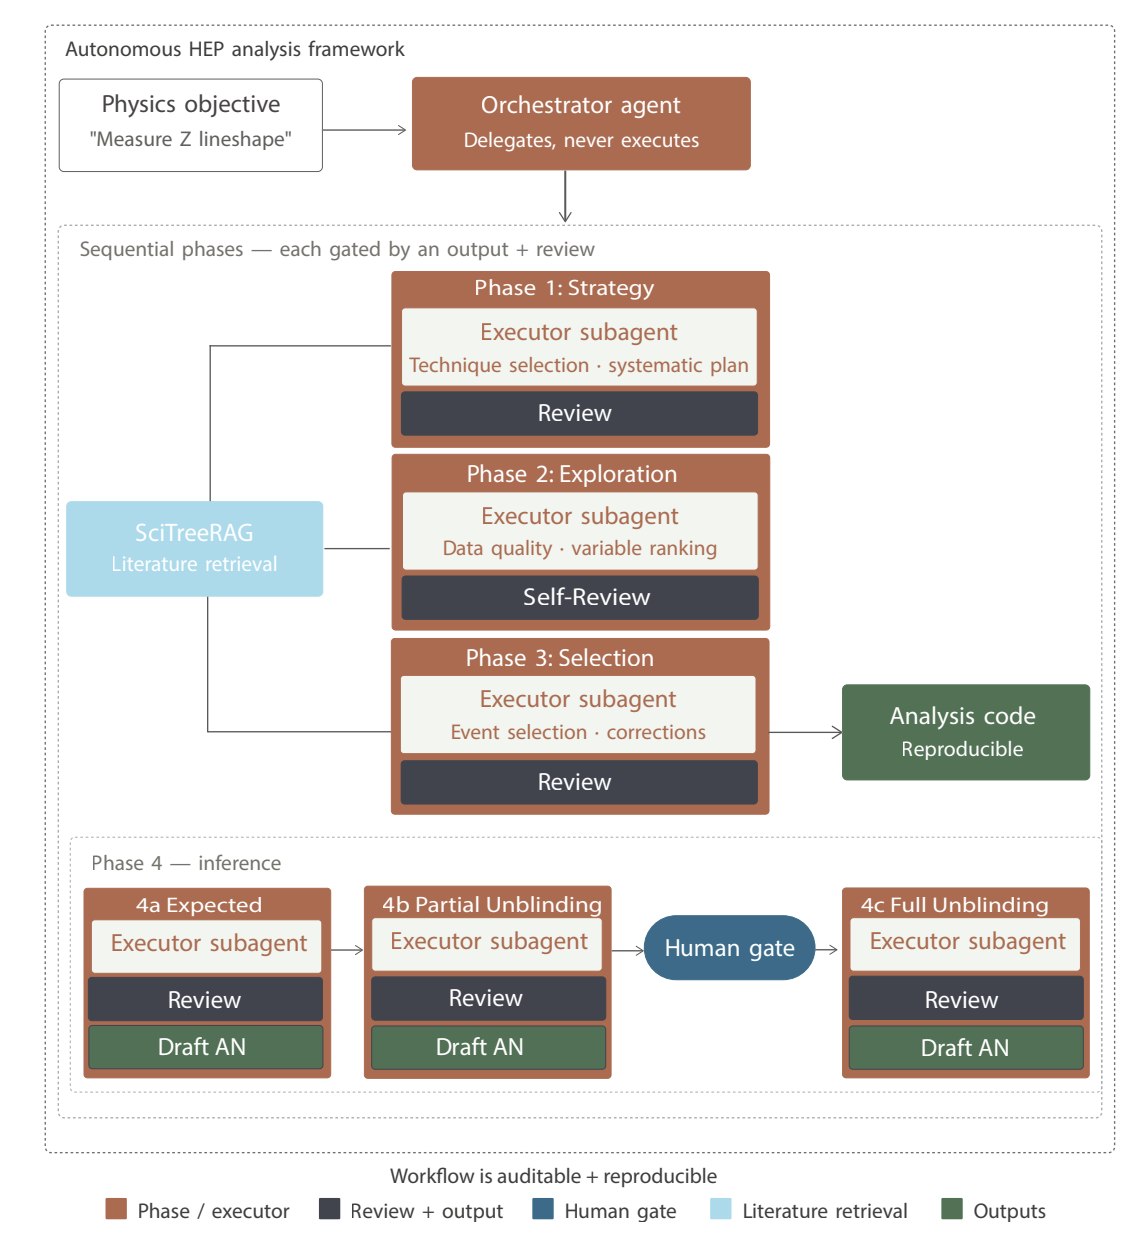 Autonomous HEP analysis framework
Physics objective
"Measure Z lineshape"
Orchestrator agent
Delegates, never executes
Sequential phases — each gated by an output + review
Phase 1: Strategy
Executor subagent
Technique selection · systematic plan
Review
Phase 2: Exploration
Executor subagent
Data quality · variable ranking
Self-Review
SciTreeRAG
Literature retrieval
Phase 3: Selection
Executor subagent
Event selection · corrections
Review
Analysis code
Reproducible
Phase 4 — inference
4a Expected
Executor subagent
Review
Draft AN
4b Partial Unblinding
Executor subagent
Review
Draft AN
Human gate
4c Full Unblinding
Executor subagent
Review
Draft AN
Workflow is auditable + reproducible
Phase / executor
Review + output
Human gate
Literature retrieval
Outputs